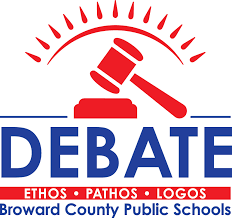 DEBATE
ETHOS • PATHOS • LOGOS
Broward County Public Schools